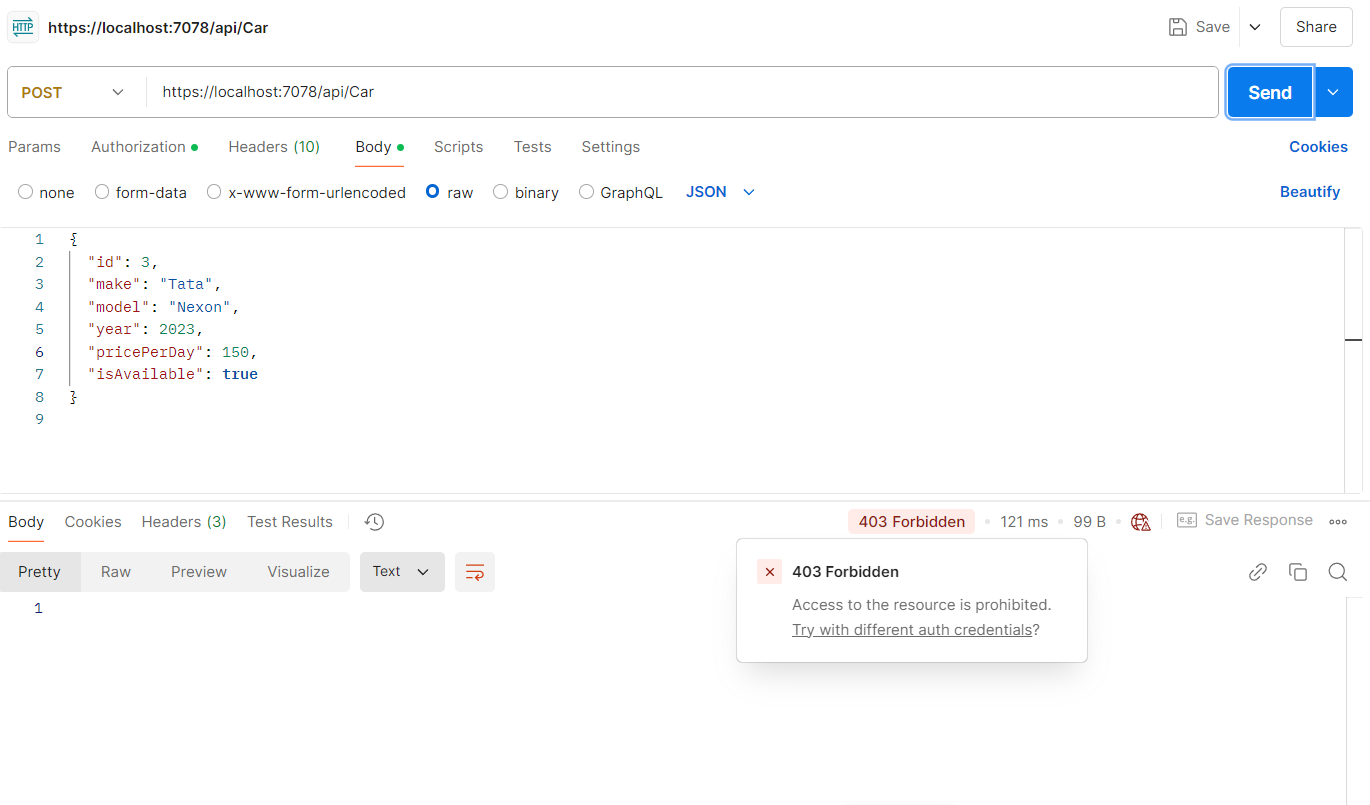 HTTP https://localhost:7078/api/Car Save Share
POST https://localhost:7078/api/Car Send
Params Authorization Headers (10) Body Scripts Tests Settings Cookies
none form-data x-www-form-urlencoded raw binary GraphQL JSON Beautify
1 {
2 "id": 3,
3 "make": "Tata",
4 "model": "Nexon",
5 "year": 2023,
6 "pricePerDay": 150,
7 "isAvailable": true
8 }
9
Body Cookies Headers (3) Test Results 403 Forbidden 121 ms 99 B e.g. Save Response
Pretty Raw Preview Visualize Text
403 Forbidden
Access to the resource is prohibited.
Try with different auth credentials?
1